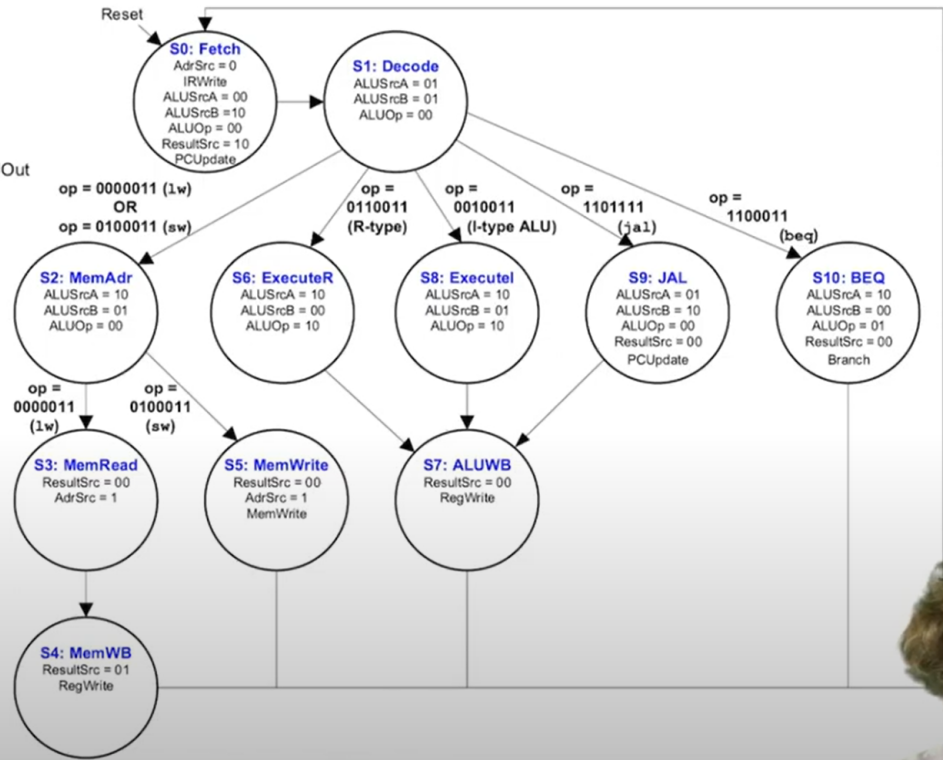 Reset
S0: Fetch
AdrSrc = 0
IRWrite
ALUSrcA = 00
ALUSrcB =10
ALUOp = 00
ResultSrc = 10
PCUpdate
S1: Decode
ALUSrcA = 01
ALUSrcB = 01
ALUOp = 00
Out
op = 0000011 (lw)
OR
op = 0100011 (sw)
op =
0110011
(R-type)
op =
0010011
(I-type ALU)
op =
1101111
(jal)
op =
1100011
(beq)
S2: MemAdr
ALUSrcA = 10
ALUSrcB = 01
ALUOp = 00
S6: ExecuteR
ALUSrcA = 10
ALUSrcB = 00
ALUOp = 10
S8: ExecuteI
ALUSrcA = 10
ALUSrcB = 01
ALUOp = 10
S9: JAL
ALUSrcA = 01
ALUSrcB = 10
ALUOp = 00
ResultSrc = 00
PCUpdate
S10: BEQ
ALUSrcA = 10
ALUSrcB = 00
ALUOp = 01
ResultSrc = 00
Branch
op =
0000011
(lw)
op =
0100011
(sw)
S3: MemRead
ResultSrc = 00
AdrSrc = 1
S5: MemWrite
ResultSrc = 00
AdrSrc = 1
MemWrite
S7: ALUWB
ResultSrc = 00
RegWrite
S4: MemWB
ResultSrc = 01
RegWrite